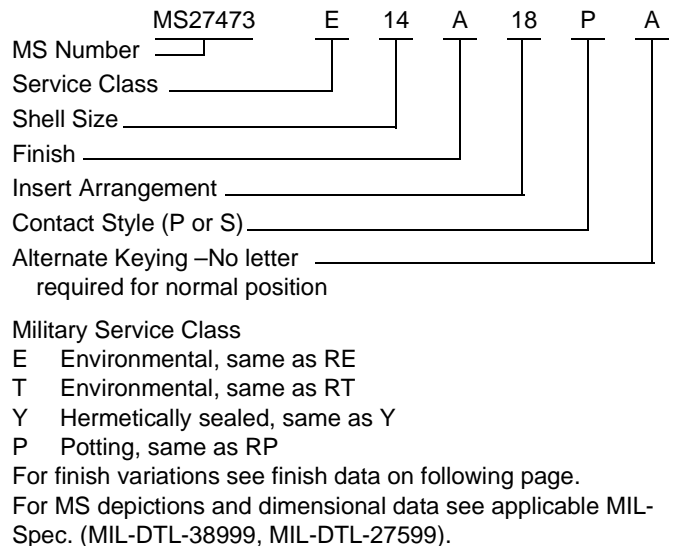 MS27473 E 14 A 18 P A
MS Number
Service Class
Shell Size
Finish
Insert Arrangement
Contact Style (P or S)
Alternate Keying –No letter
required for normal position
Military Service Class
E Environmental, same as RE
T Environmental, same as RT
Y Hermetically sealed, same as Y
P Potting, same as RP
For finish variations see finish data on following page.
For MS depictions and dimensional data see applicable MIL-
Spec. (MIL-DTL-38999, MIL-DTL-27599).